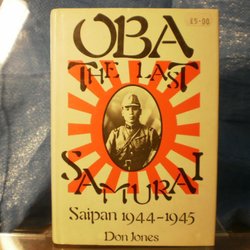 OBA
£5.00
THE LAST
SAMURAI
Saipan 1944-1945
Don Jones